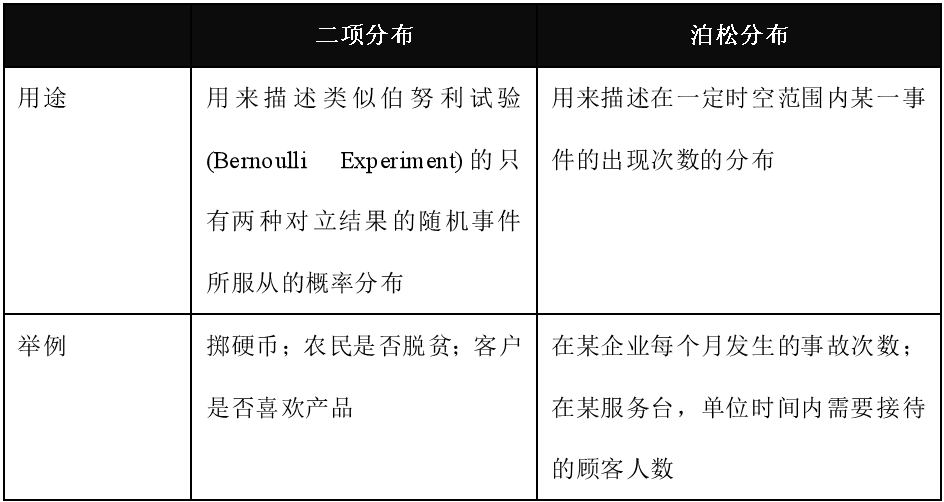 二项分布
泊松分布
用途
用来描述类似伯努利试验
(Bernoulli Experiment)的只
有两种对立结果的随机事件
所服从的概率分布
用来描述在一定时空范围内某一事
件的出现次数的分布
举例
掷硬币；农民是否脱贫；客户
是否喜欢产品
在某企业每个月发生的事故次数；
在某服务台，单位时间内需要接待
的顾客人数